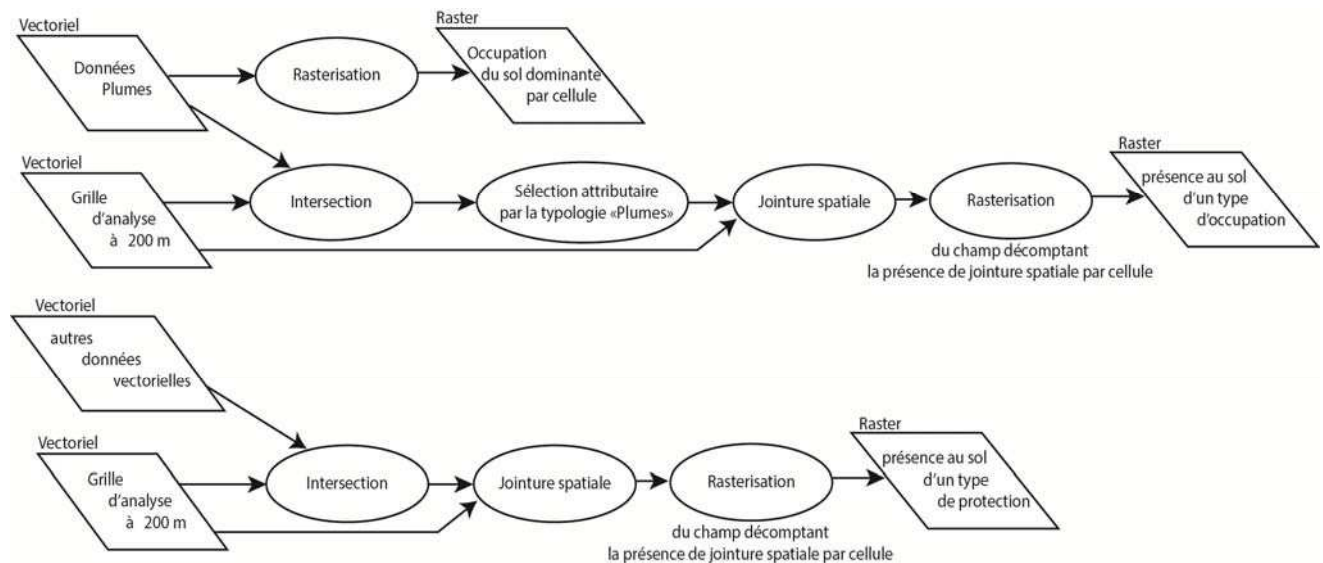 Vectoriel
Données
Plumes
Rasterisation
Raster
Occupation
du sol dominante
par cellule
Vectoriel
Grille
d'analyse
à 200 m
Intersection
Sélection attributaire
par la typologie «Plumes»
Jointure spatiale
Rasterisation
du champ décomptant
la présence de jointure spatiale par cellule
Raster
présence au sol
d'un type
d'occupation
Vectoriel
autres
données
vectorielles
Vectoriel
Grille
d'analyse
à 200 m
Intersection
Jointure spatiale
Rasterisation
du champ décomptant
la présence de jointure spatiale par cellule
Raster
présence au sol
d'un type
de protection